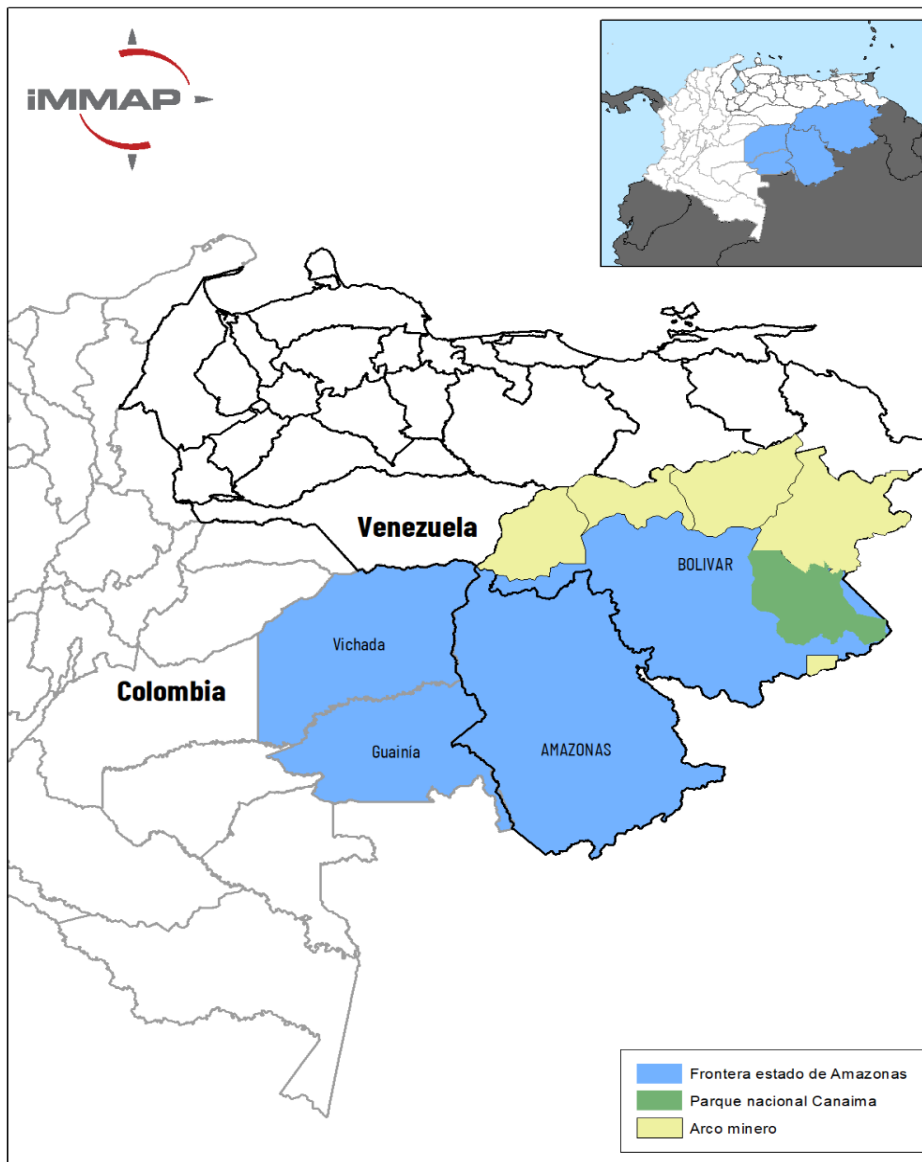 iMMAP
Venezuela
BOLIVAR
Vichada
Colombia
Guainía
AMAZONAS
Frontera estado de Amazonas
Parque nacional Canaima
Arco minero